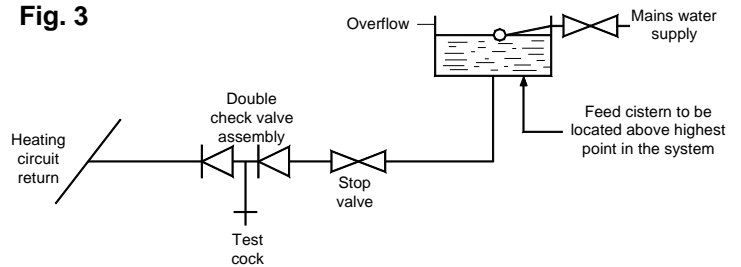 Fig. 3
Overflow
Mains water
supply
Double
check valve
assembly
Heating
circuit
return
Feed cistern to be
located above highest
point in the system
Stop
valve
Test
cock